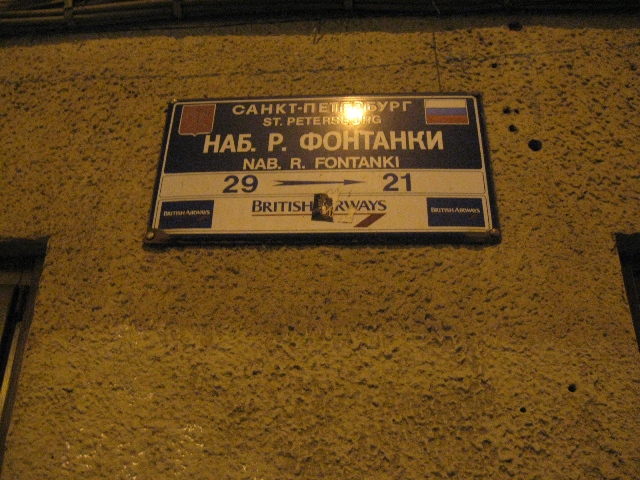 САНКТ-ПЕТЕРБУРГ
ST. PETERSBURG
НАБ. Р. ФОНТАНКИ
NAB. R. FONTANKI
29 21
BRITISH AIRWAYS
BRITISH AIRWAYS
BRITISH AIRWAYS